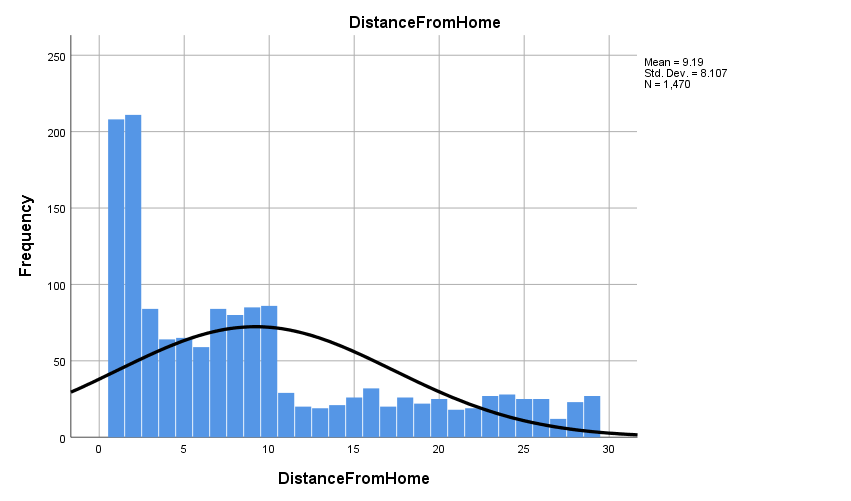 DistanceFromHome
Mean = 9.19
Std. Dev. = 8.107
N = 1,470
250
200
150
100
50
0
Frequency
0 5 10 15 20 25 30
DistanceFromHome